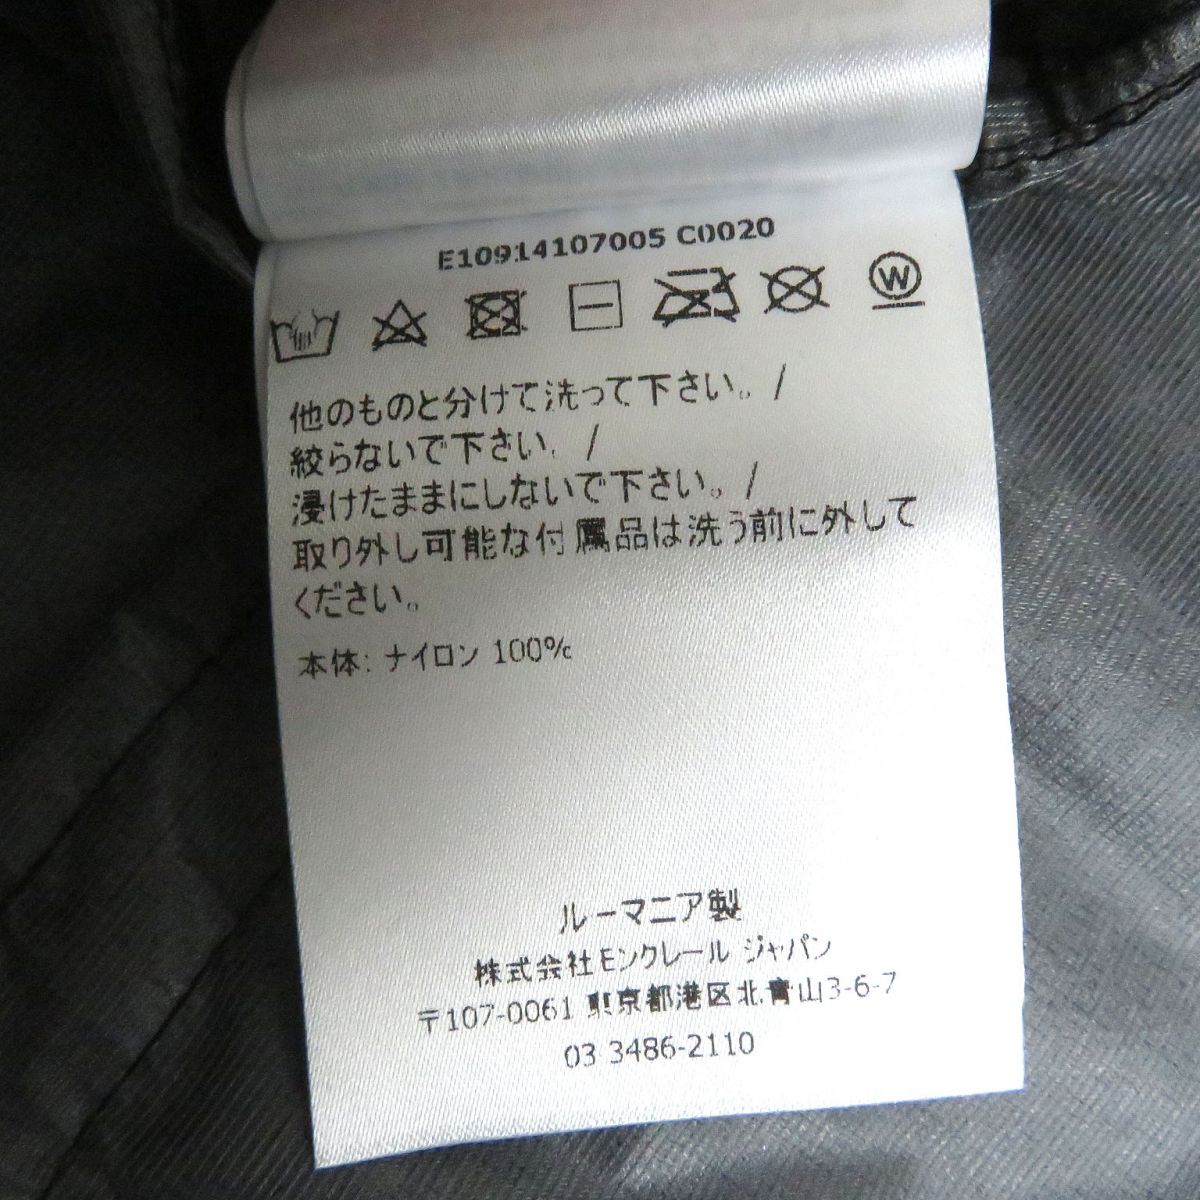 E10914107005 C0020
W
他のものと分けて洗って下さい。/
絞らないで下さい. /
浸けたままにしないで下さい。/
取り外し可能な付属品は洗う前に外して
ください。
本体: ナイロン 100%
ルーマニア製
株式会社モンクレール ジャパン
〒107-0061 東京都港区北青山3-6-7
03 3486-2110